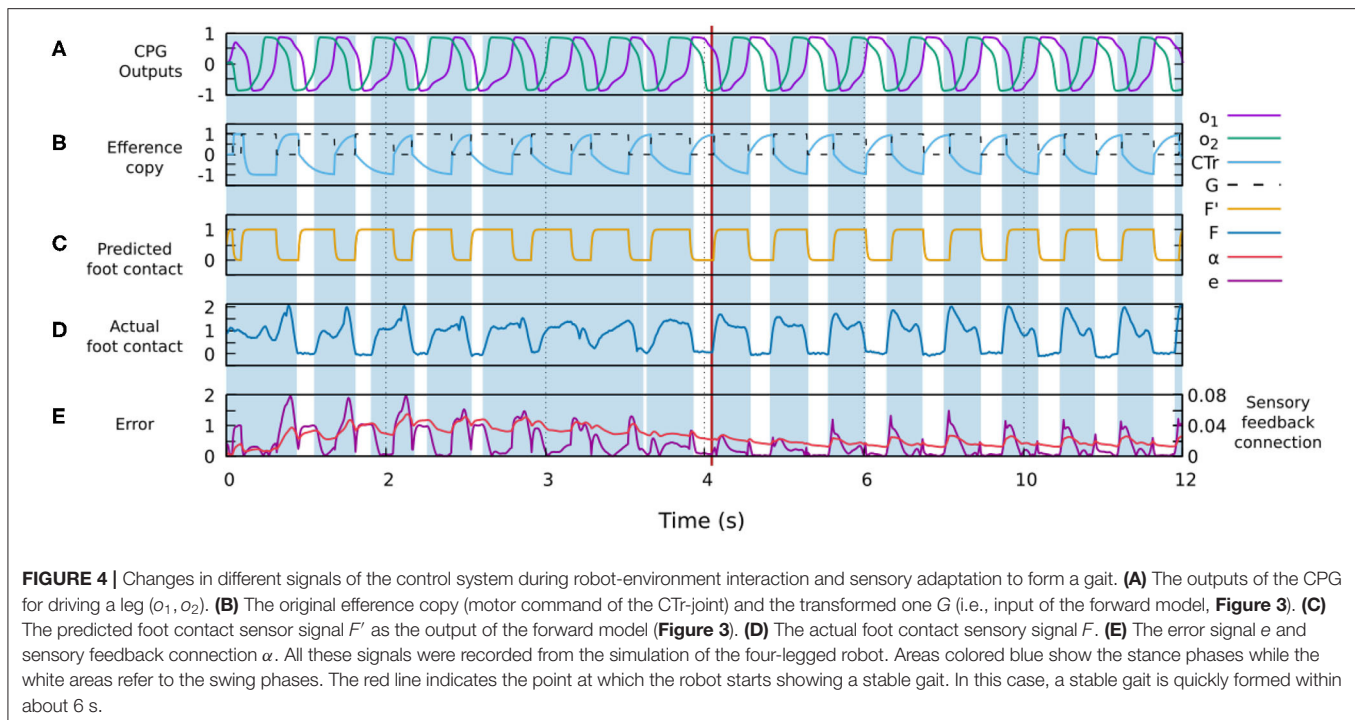 A
CPG
Outputs
1
0
-1
B
Efference
copy
1
0
-1
C
Predicted
foot contact
1
0
D
Actual
foot contact
2
1
0
E
Error
2
1
0
0.08
0.04
0
Sensory
feedback
connection
0 2 3 4 6 10 12
Time (s)
o1
o2
CTr
G
F'
F
α
e
FIGURE 4 | Changes in different signals of the control system during robot-environment interaction and sensory adaptation to form a gait. (A) The outputs of the CPG
for driving a leg (o1, o2). (B) The original efference copy (motor command of the CTr-joint) and the transformed one G (i.e., input of the forward model, Figure 3). (C)
The predicted foot contact sensor signal F′ as the output of the forward model (Figure 3). (D) The actual foot contact sensory signal F. (E) The error signal e and
sensory feedback connection α. All these signals were recorded from the simulation of the four-legged robot. Areas colored blue show the stance phases while the
white areas refer to the swing phases. The red line indicates the point at which the robot starts showing a stable gait. In this case, a stable gait is quickly formed within
about 6 s.